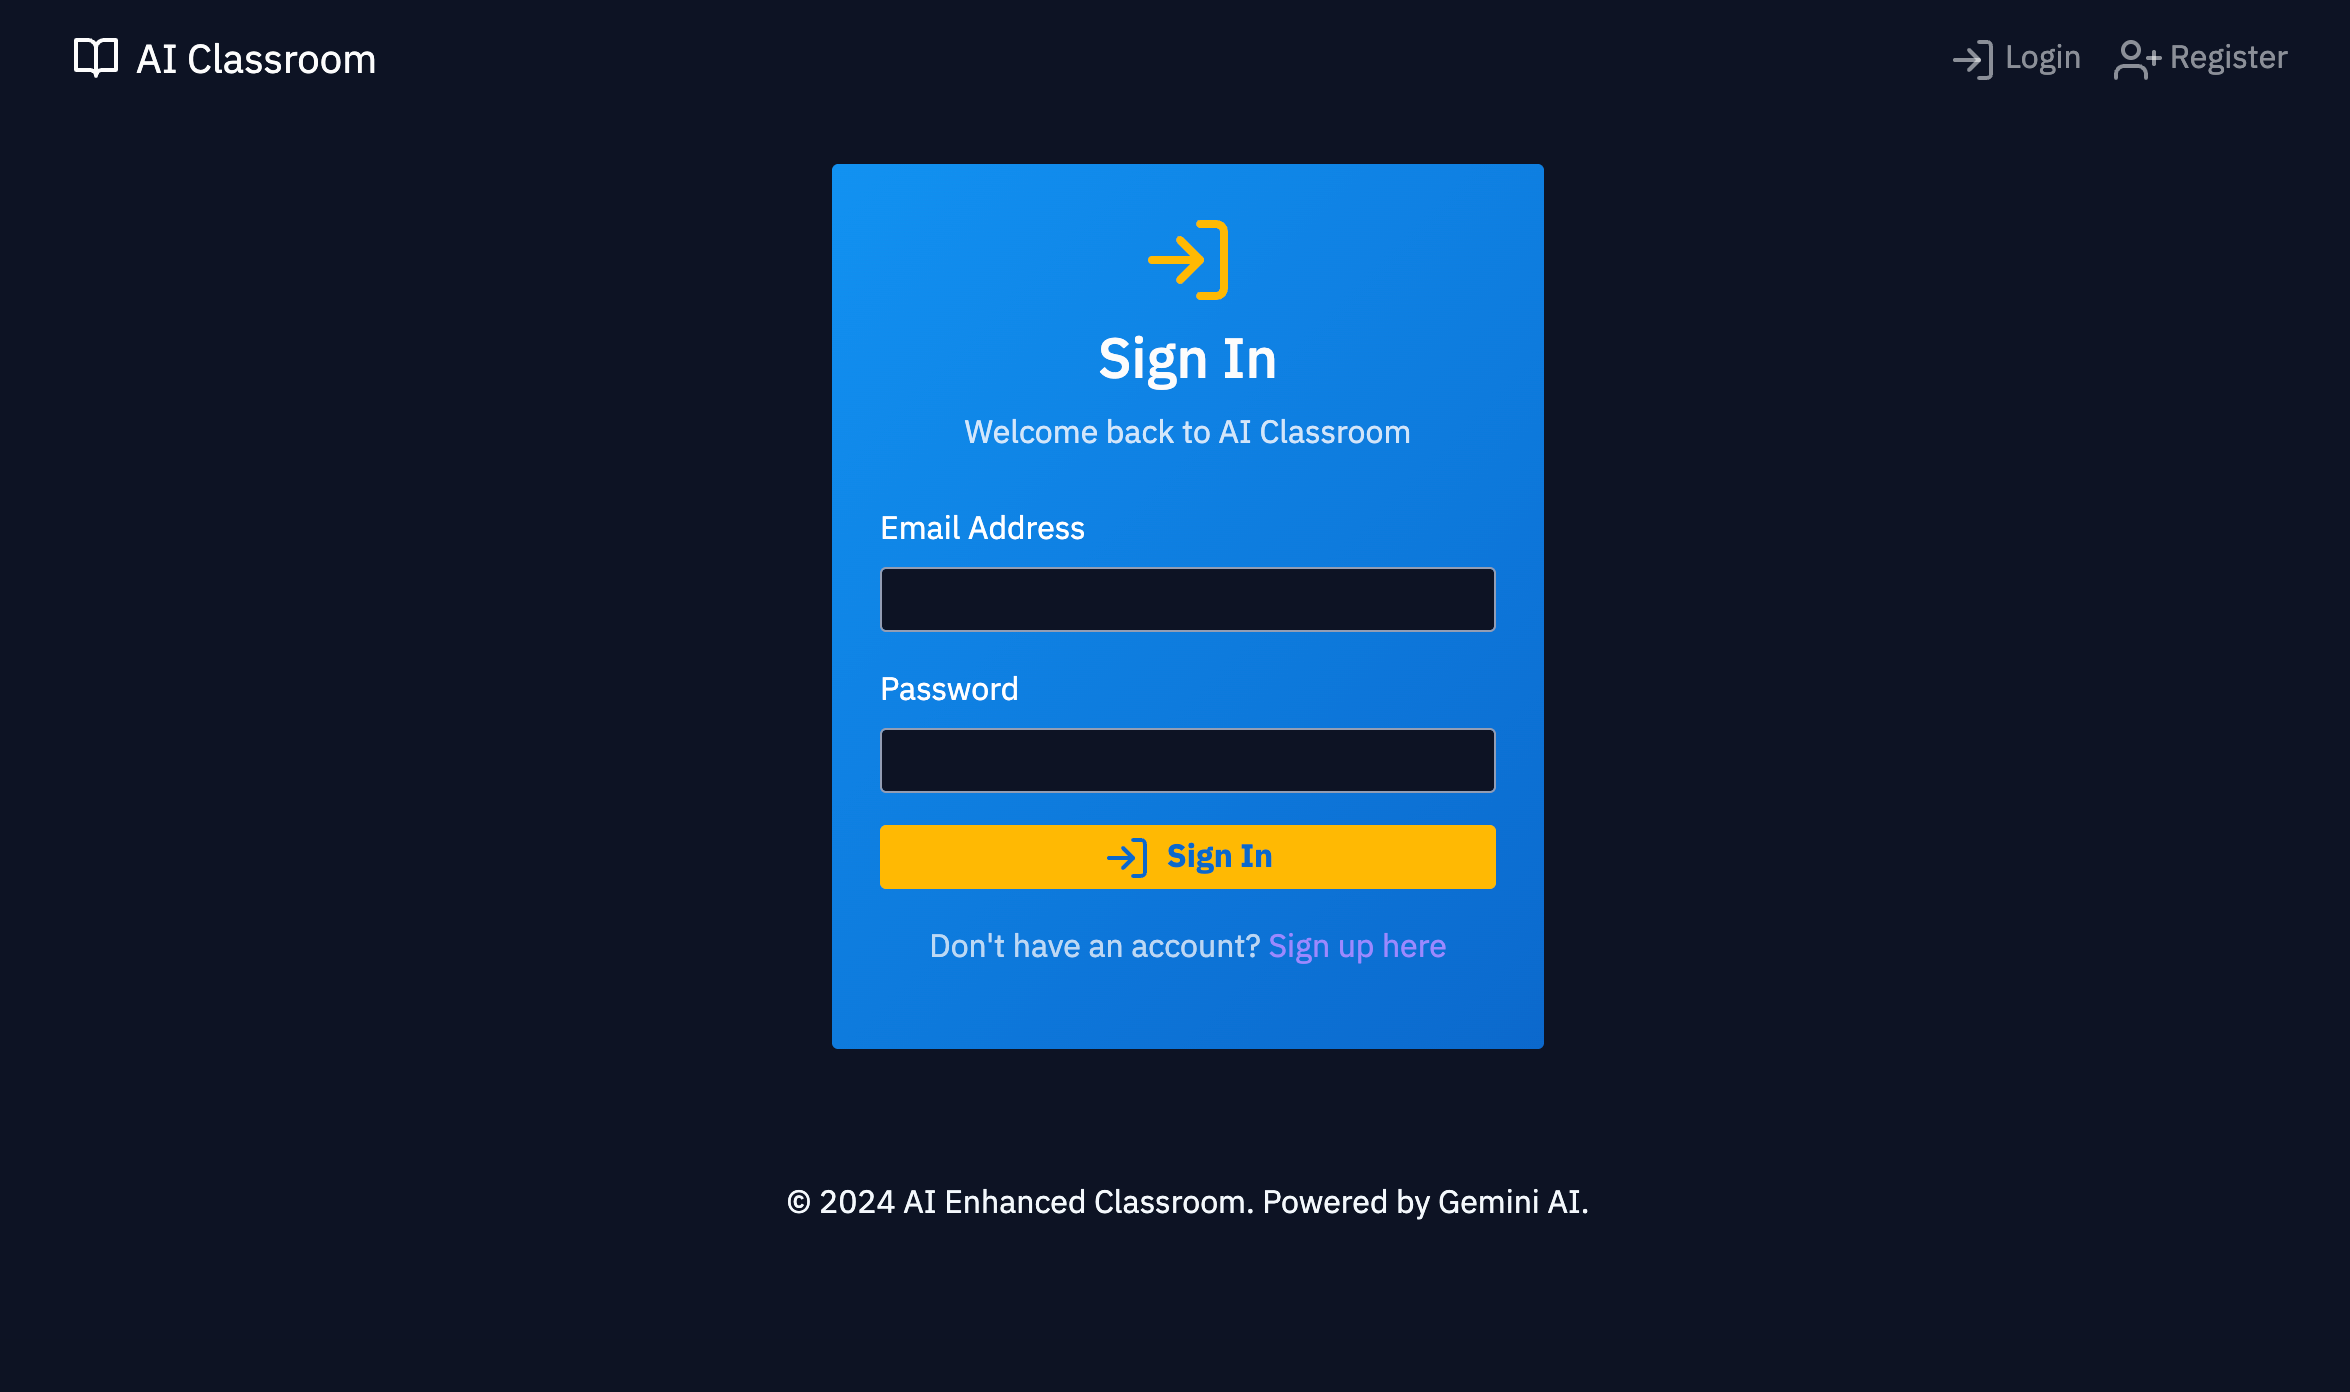 AI Classroom
Login
Register
Sign In
Welcome back to AI Classroom
Email Address
Password
Sign In
Don't have an account? Sign up here
© 2024 AI Enhanced Classroom. Powered by Gemini AI.